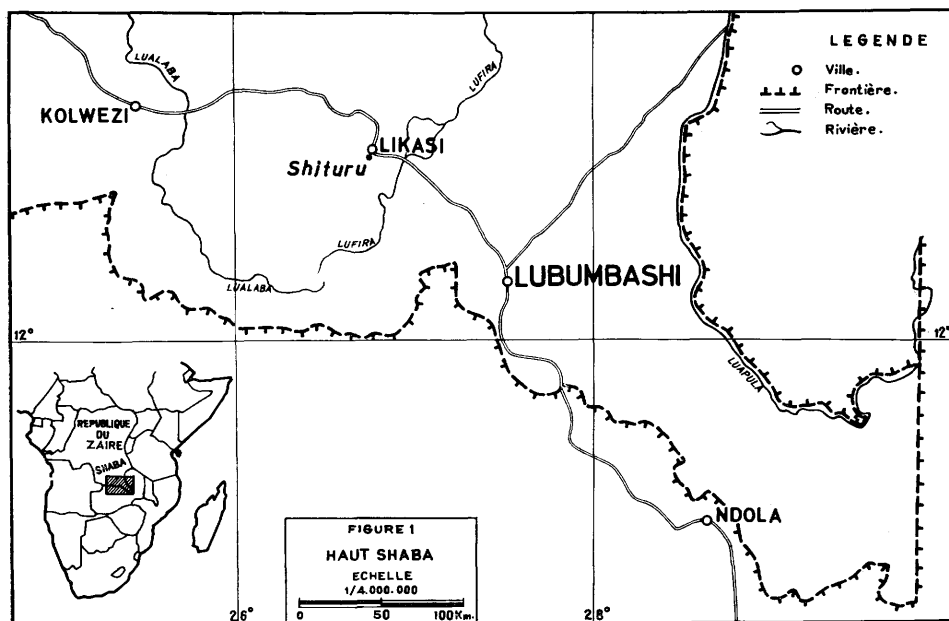 LEGENDE
Ville.
Frontière.
Route.
Rivière.
LUALABA
LUFIRA
KOLWEZI
LIKASI
Shituru
LUFIRA
LUALABA
LUBUMBASHI
12°
12°
LUAPULA
REPUBLIQUE
DU
ZAIRE
SHABA
NDOLA
FIGURE 1
HAUT SHABA
ECHELLE
1/4.000.000
0 50 100Km.
26°
28°